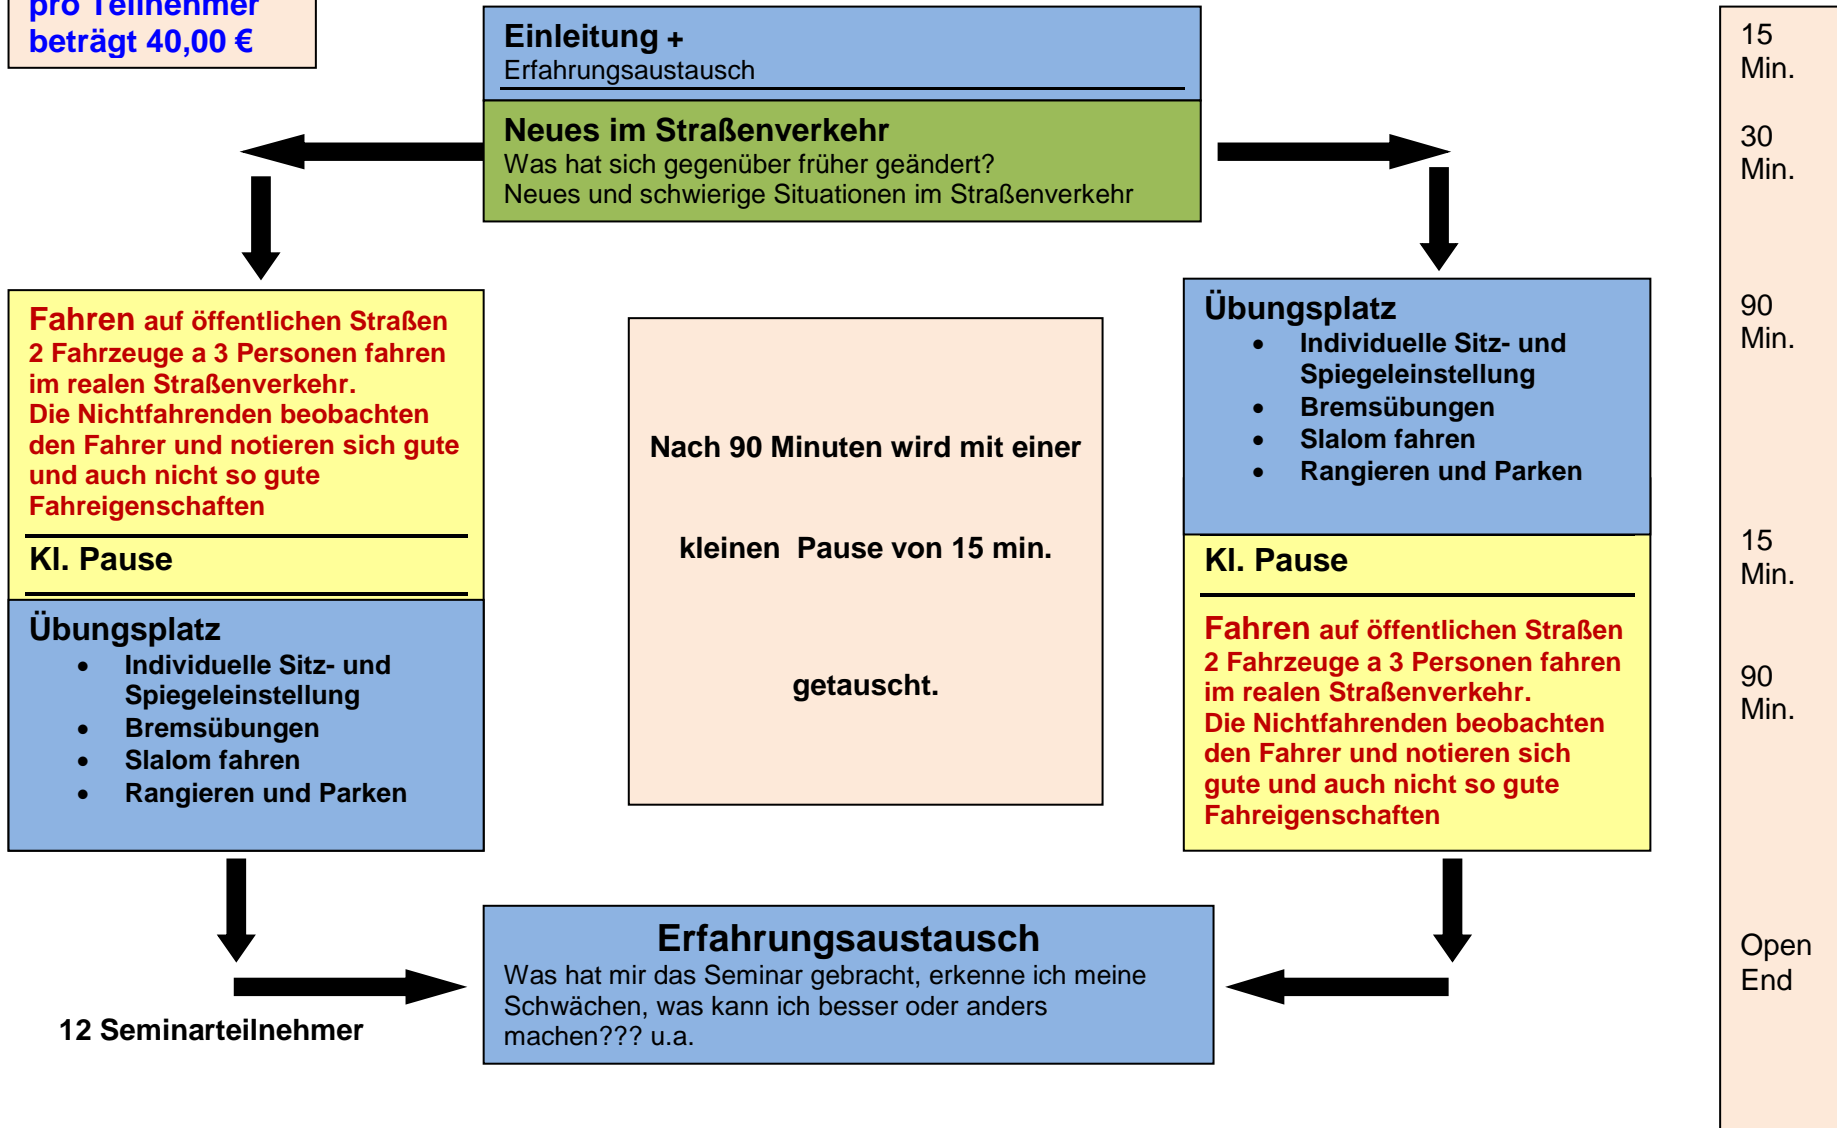 pro Teilnehmer
beträgt 40,00 €
Einleitung +
Erfahrungsaustausch
Neues im Straßenverkehr
Was hat sich gegenüber früher geändert?
Neues und schwierige Situationen im Straßenverkehr
Fahren auf öffentlichen Straßen
2 Fahrzeuge a 3 Personen fahren
im realen Straßenverkehr.
Die Nichtfahrenden beobachten
den Fahrer und notieren sich gute
und auch nicht so gute
Fahreigenschaften
Kl. Pause
Übungsplatz
• Individuelle Sitz- und
Spiegeleinstellung
• Bremsübungen
• Slalom fahren
• Rangieren und Parken
Nach 90 Minuten wird mit einer
kleinen Pause von 15 min.
getauscht.
Übungsplatz
• Individuelle Sitz- und
Spiegeleinstellung
• Bremsübungen
• Slalom fahren
• Rangieren und Parken
Kl. Pause
Fahren auf öffentlichen Straßen
2 Fahrzeuge a 3 Personen fahren
im realen Straßenverkehr.
Die Nichtfahrenden beobachten
den Fahrer und notieren sich
gute und auch nicht so gute
Fahreigenschaften
12 Seminarteilnehmer
Erfahrungsaustausch
Was hat mir das Seminar gebracht, erkenne ich meine
Schwächen, was kann ich besser oder anders
machen??? u.a.
15
Min.
30
Min.
90
Min.
15
Min.
90
Min.
Open
End